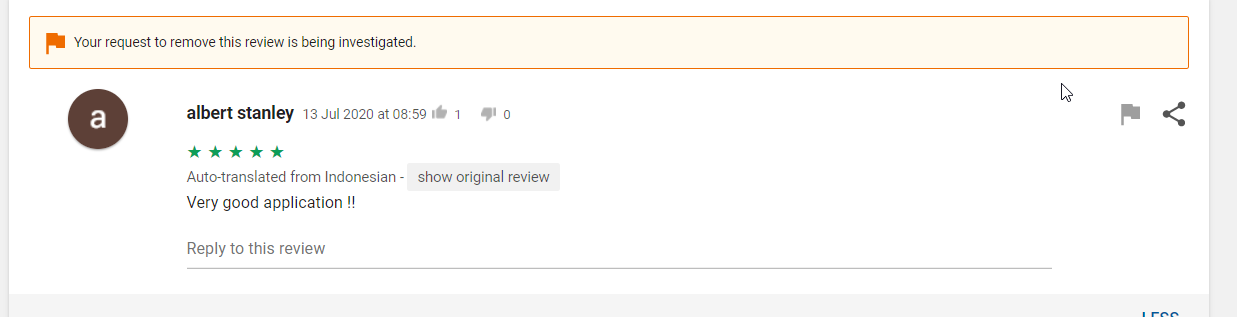 Your request to remove this review is being investigated.
a
albert stanley 13 Jul 2020 at 08:59 1 0
Auto-translated from Indonesian - show original review
Very good application !!
Reply to this review
LESS